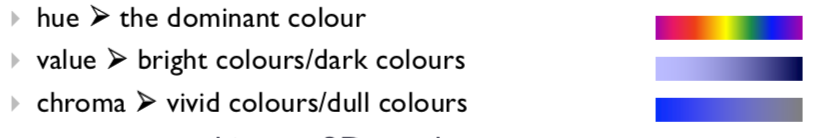 hue ➢ the dominant colour
value ➢ bright colours/dark colours
chroma ➢ vivid colours/dull colours